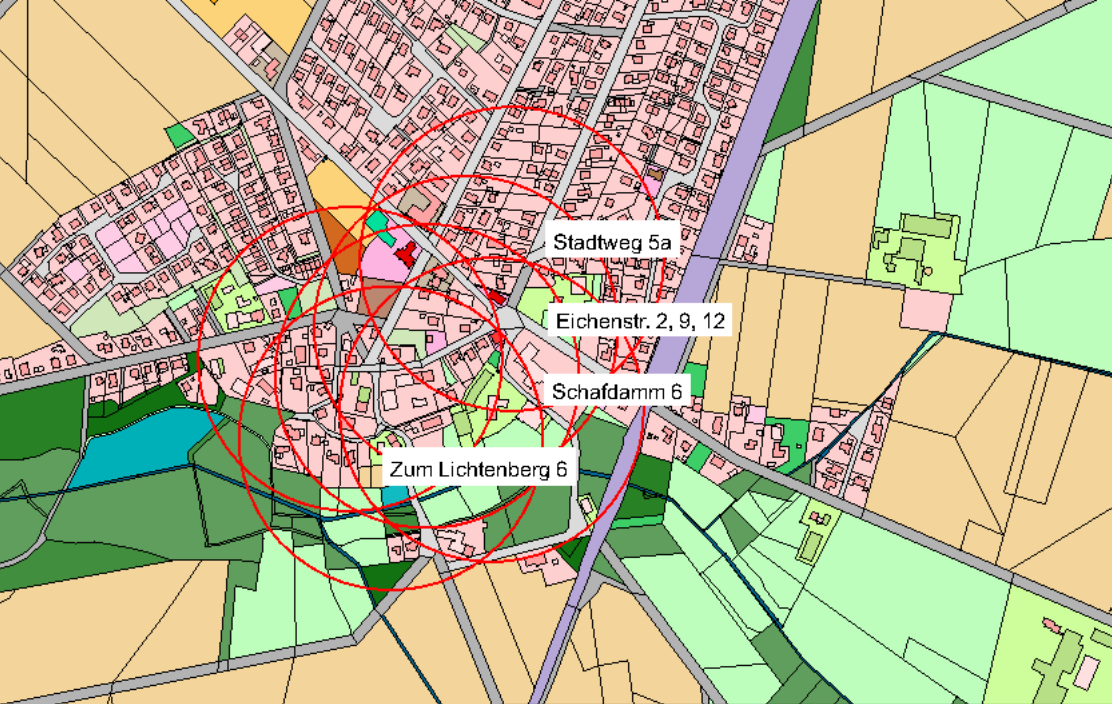 Stadtweg 5a
Eichenstr. 2, 9, 12
Schafdamm 6
Zum Lichtenberg 6